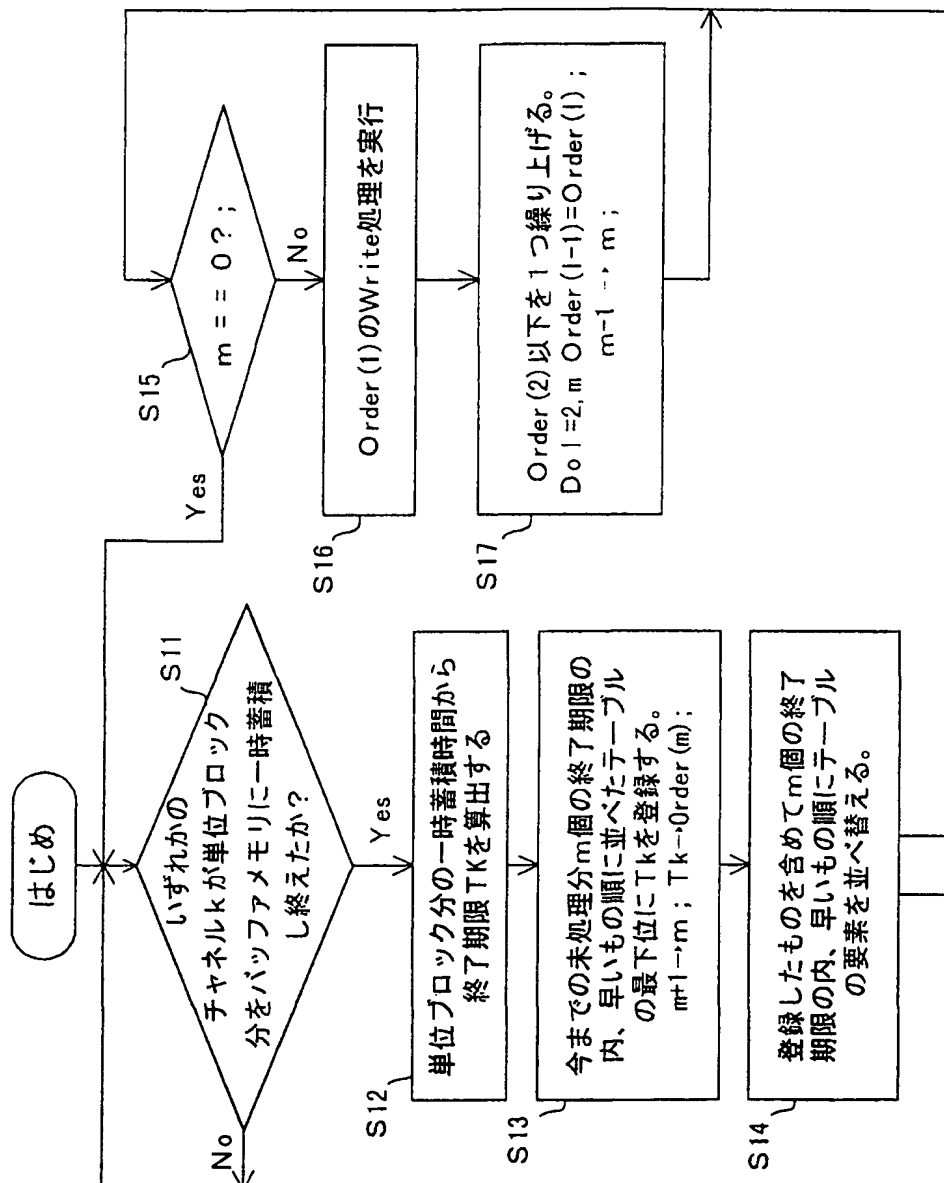 はじめ
S11
いずれかの
チャネルkが単位ブロック
分をバッファメモリに一時蓄積
し終えたか？
No
Yes
S12
単位ブロック分の一時蓄積時間から
終了期限TKを算出する
S13
今までの未処理分m個の終了期限の
内、早いもの順に並べたテーブル
の最下位にTkを登録する。
m+1→m; Tk→Order(m);
S14
登録したものを含めてm個の終了
期限の内、早いもの順にテーブル
の要素を並べ替える。
S15
m==0?;
Yes
No
S16
Order(1)のWrite処理を実行
S17
Order(2)以下を1つ繰り上げる。
Do l=2,m Order(l-1)=Order(l);
m-1→m;